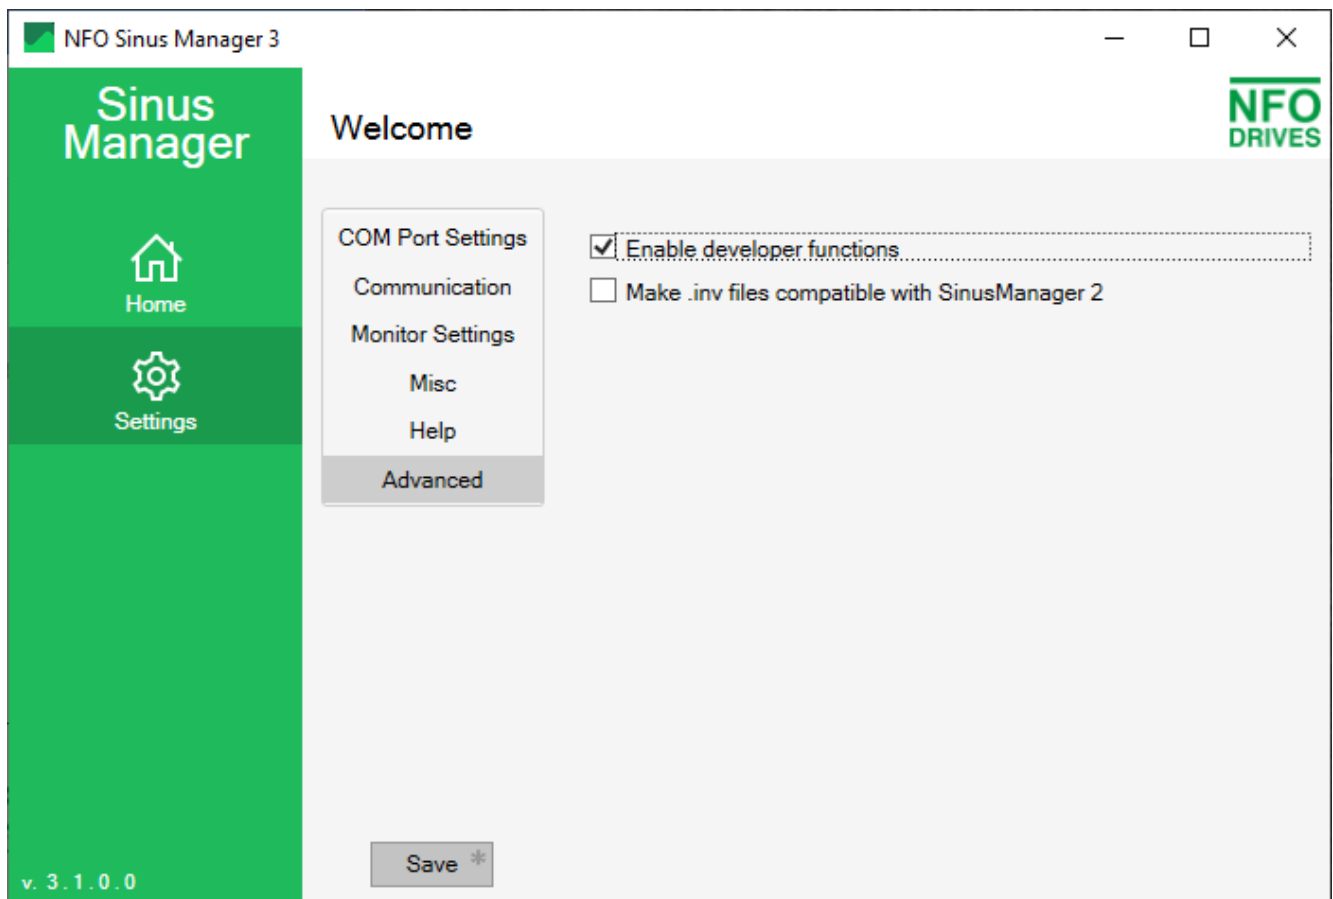 NFO Sinus Manager 3
Sinus
Manager
Welcome
NFO
DRIVES
Home
Settings
COM Port Settings
Communication
Monitor Settings
Misc
Help
Advanced
Enable developer functions
Make .inv files compatible with SinusManager 2
Save *
v. 3.1.0.0